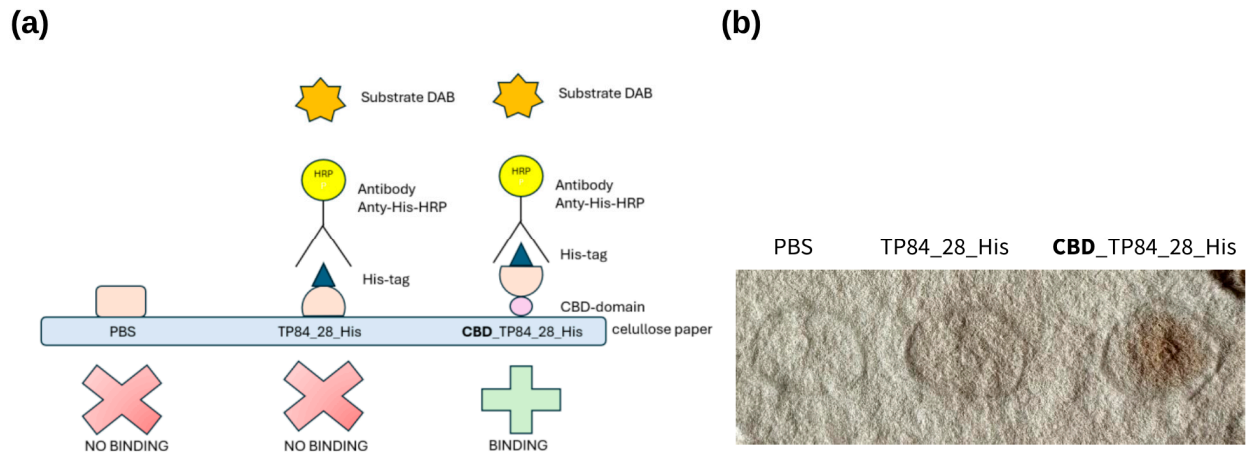 (a)
(b)
Substrate DAB
Substrate DAB
HRP
Antibody
Anty-His-HRP
HRP
Antibody
Anty-His-HRP
His-tag
His-tag
CBD-domain
PBS
TP84_28_His
CBD_TP84_28_His
celullose paper
NO BINDING
NO BINDING
BINDING
PBS
TP84_28_His
CBD_TP84_28_His